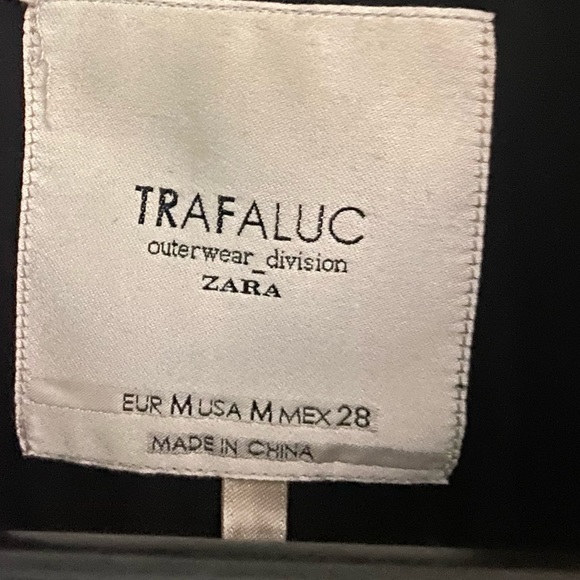 TRAFALUC
outerwear_division
ZARA
EUR M USA M MEX 28
MADE IN CHINA